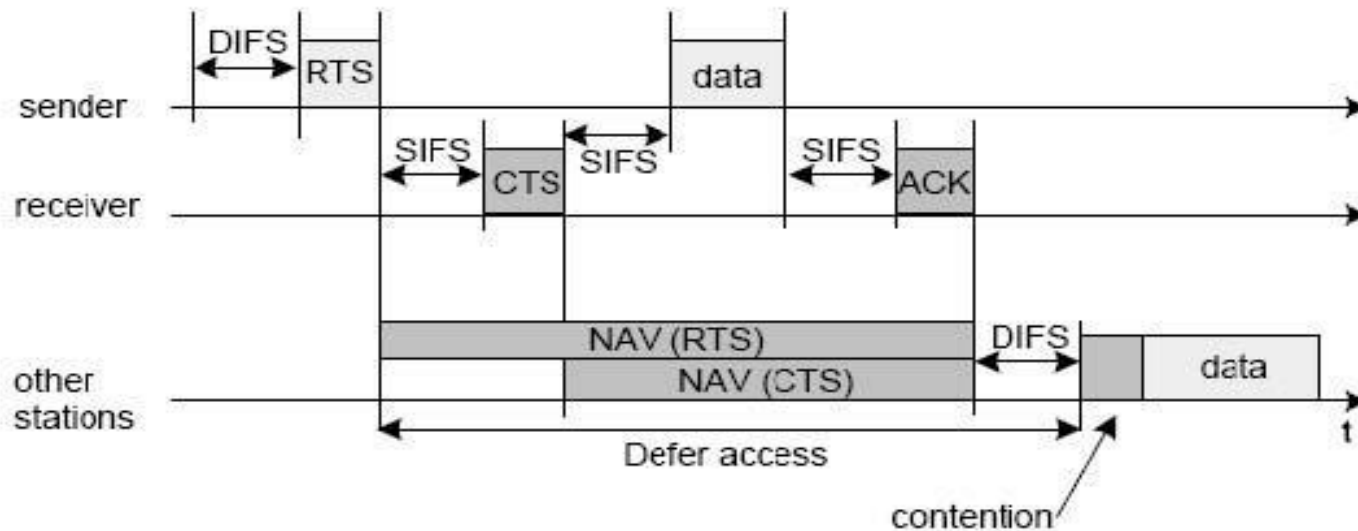 DIFS
RTS
data
sender
SIFS
SIFS
SIFS
CTS
ACK
receiver
NAV (RTS)
DIFS
NAV (CTS)
data
other
stations
t
Defer access
contention